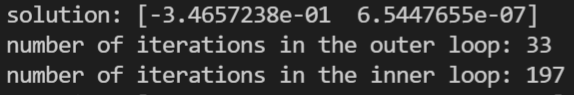 solution: [-3.4657238e-01  6.5447655e-07]
number of iterations in the outer loop: 33
number of iterations in the inner loop: 197